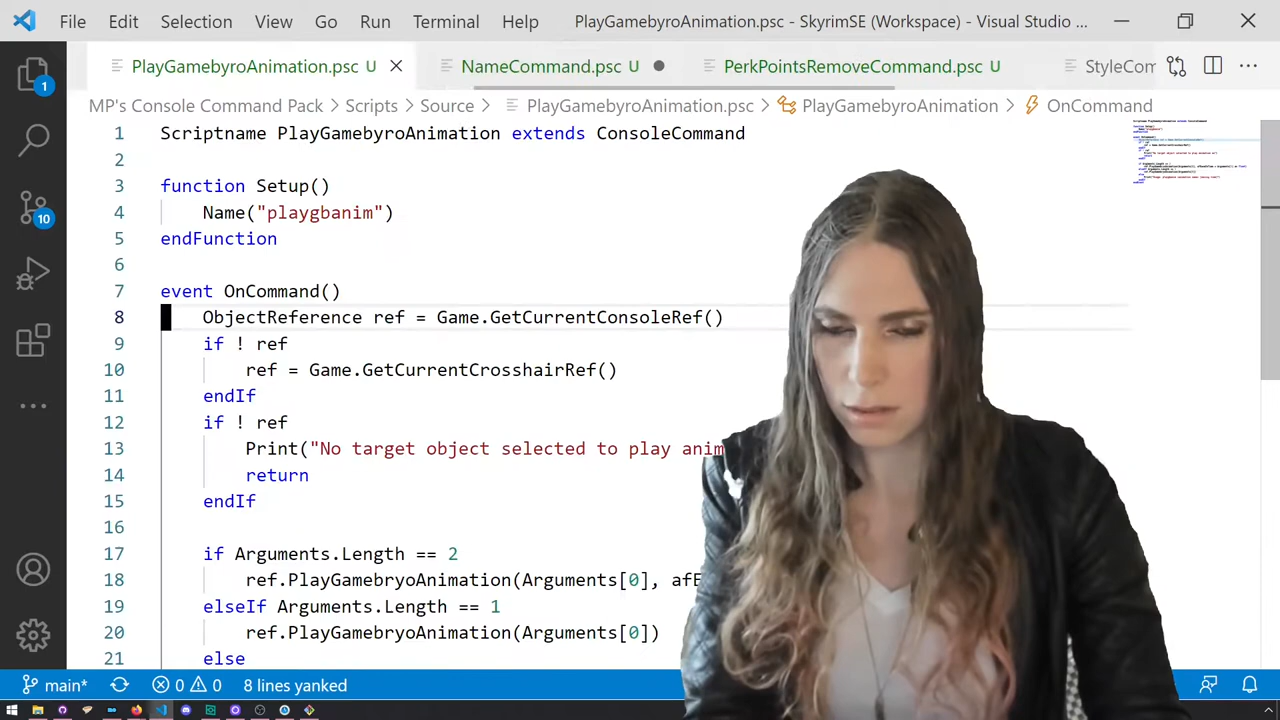 File Edit Selection View Go Run Terminal Help PlayGamebyroAnimation.psc - SkyrimSE (Workspace) - Visual Studio ...
PlayGamebyroAnimation.psc U NameCommand.psc U PerkPointsRemoveCommand.psc U StyleCom
MP's Console Command Pack > Scripts > Source > PlayGamebyroAnimation.psc > PlayGamebyroAnimation > OnCommand
1 Scriptname PlayGamebyroAnimation extends ConsoleCommand
2
3 function Setup()
4 Name("playgbanim")
5 endFunction
6
7 event OnCommand()
8 ObjectReference ref = Game.GetCurrentConsoleRef()
9 if ! ref
10 ref = Game.GetCurrentCrosshairRef()
11 endIf
12 if ! ref
13 Print("No target object selected to play anim
14 return
15 endIf
16
17 if Arguments.Length == 2
18 ref.PlayGamebryoAnimation(Arguments[0], afE
19 elseIf Arguments.Length == 1
20 ref.PlayGamebryoAnimation(Arguments[0])
21 else
1
10
main* 0 0 8 lines yanked